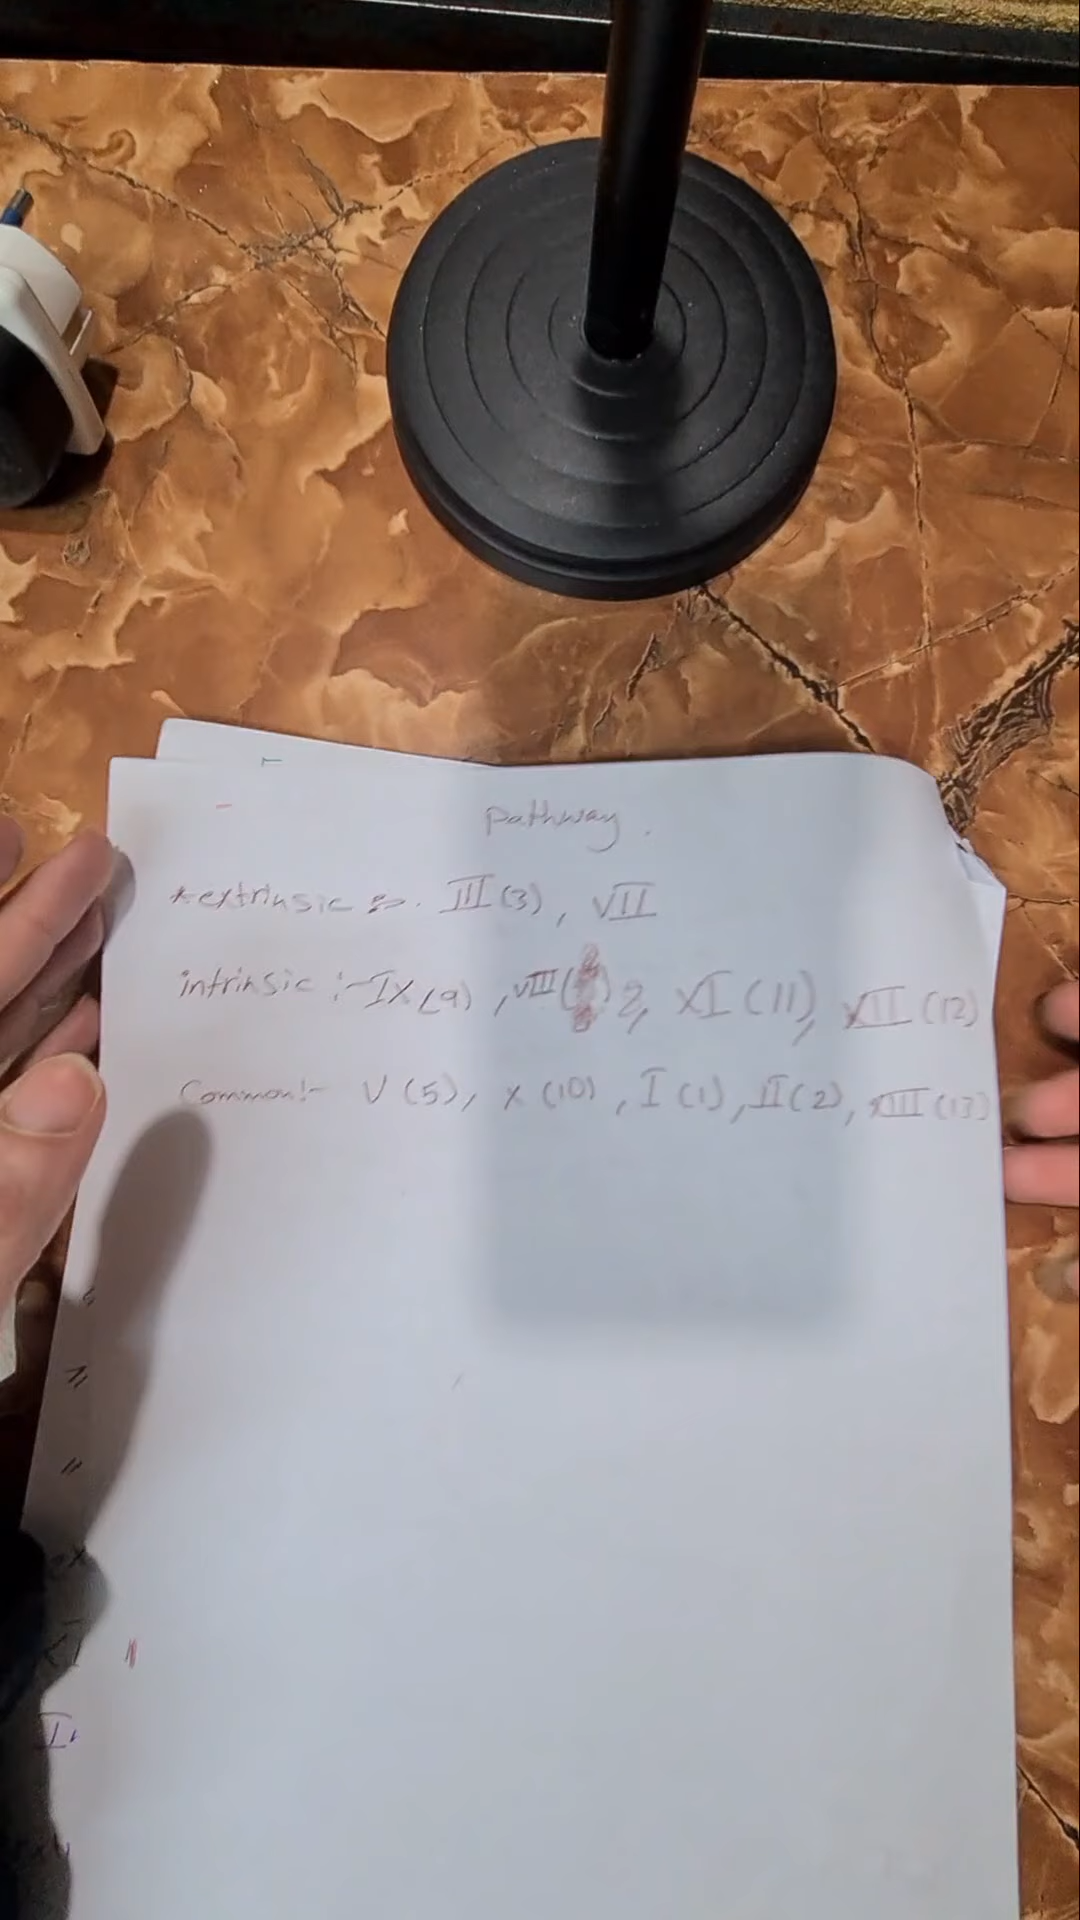 pathway.
*extrinsic :- III (3), VII
intrinsic :- IX (9), VIII ( ) 8, XI (11), XII (12)
Common:- V (5), X (10), I (1), II (2), XIII (13)